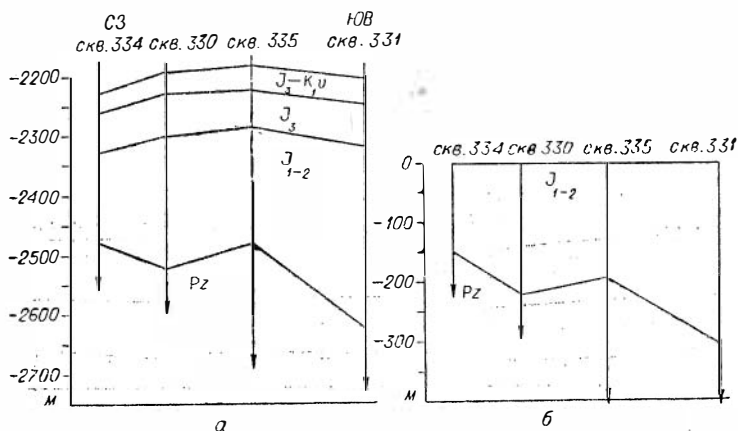 СЗ ЮВ
скв. 334 скв. 330 скв. 335 скв. 331
-2200
-2300
-2400
-2500
-2600
-2700
м
J₃–K₁υ
J₃
J₁₋₂
Pz
а
скв. 334 скв. 330 скв. 335 скв. 331
0
-100
-200
-300
м
J₁₋₂
Pz
б